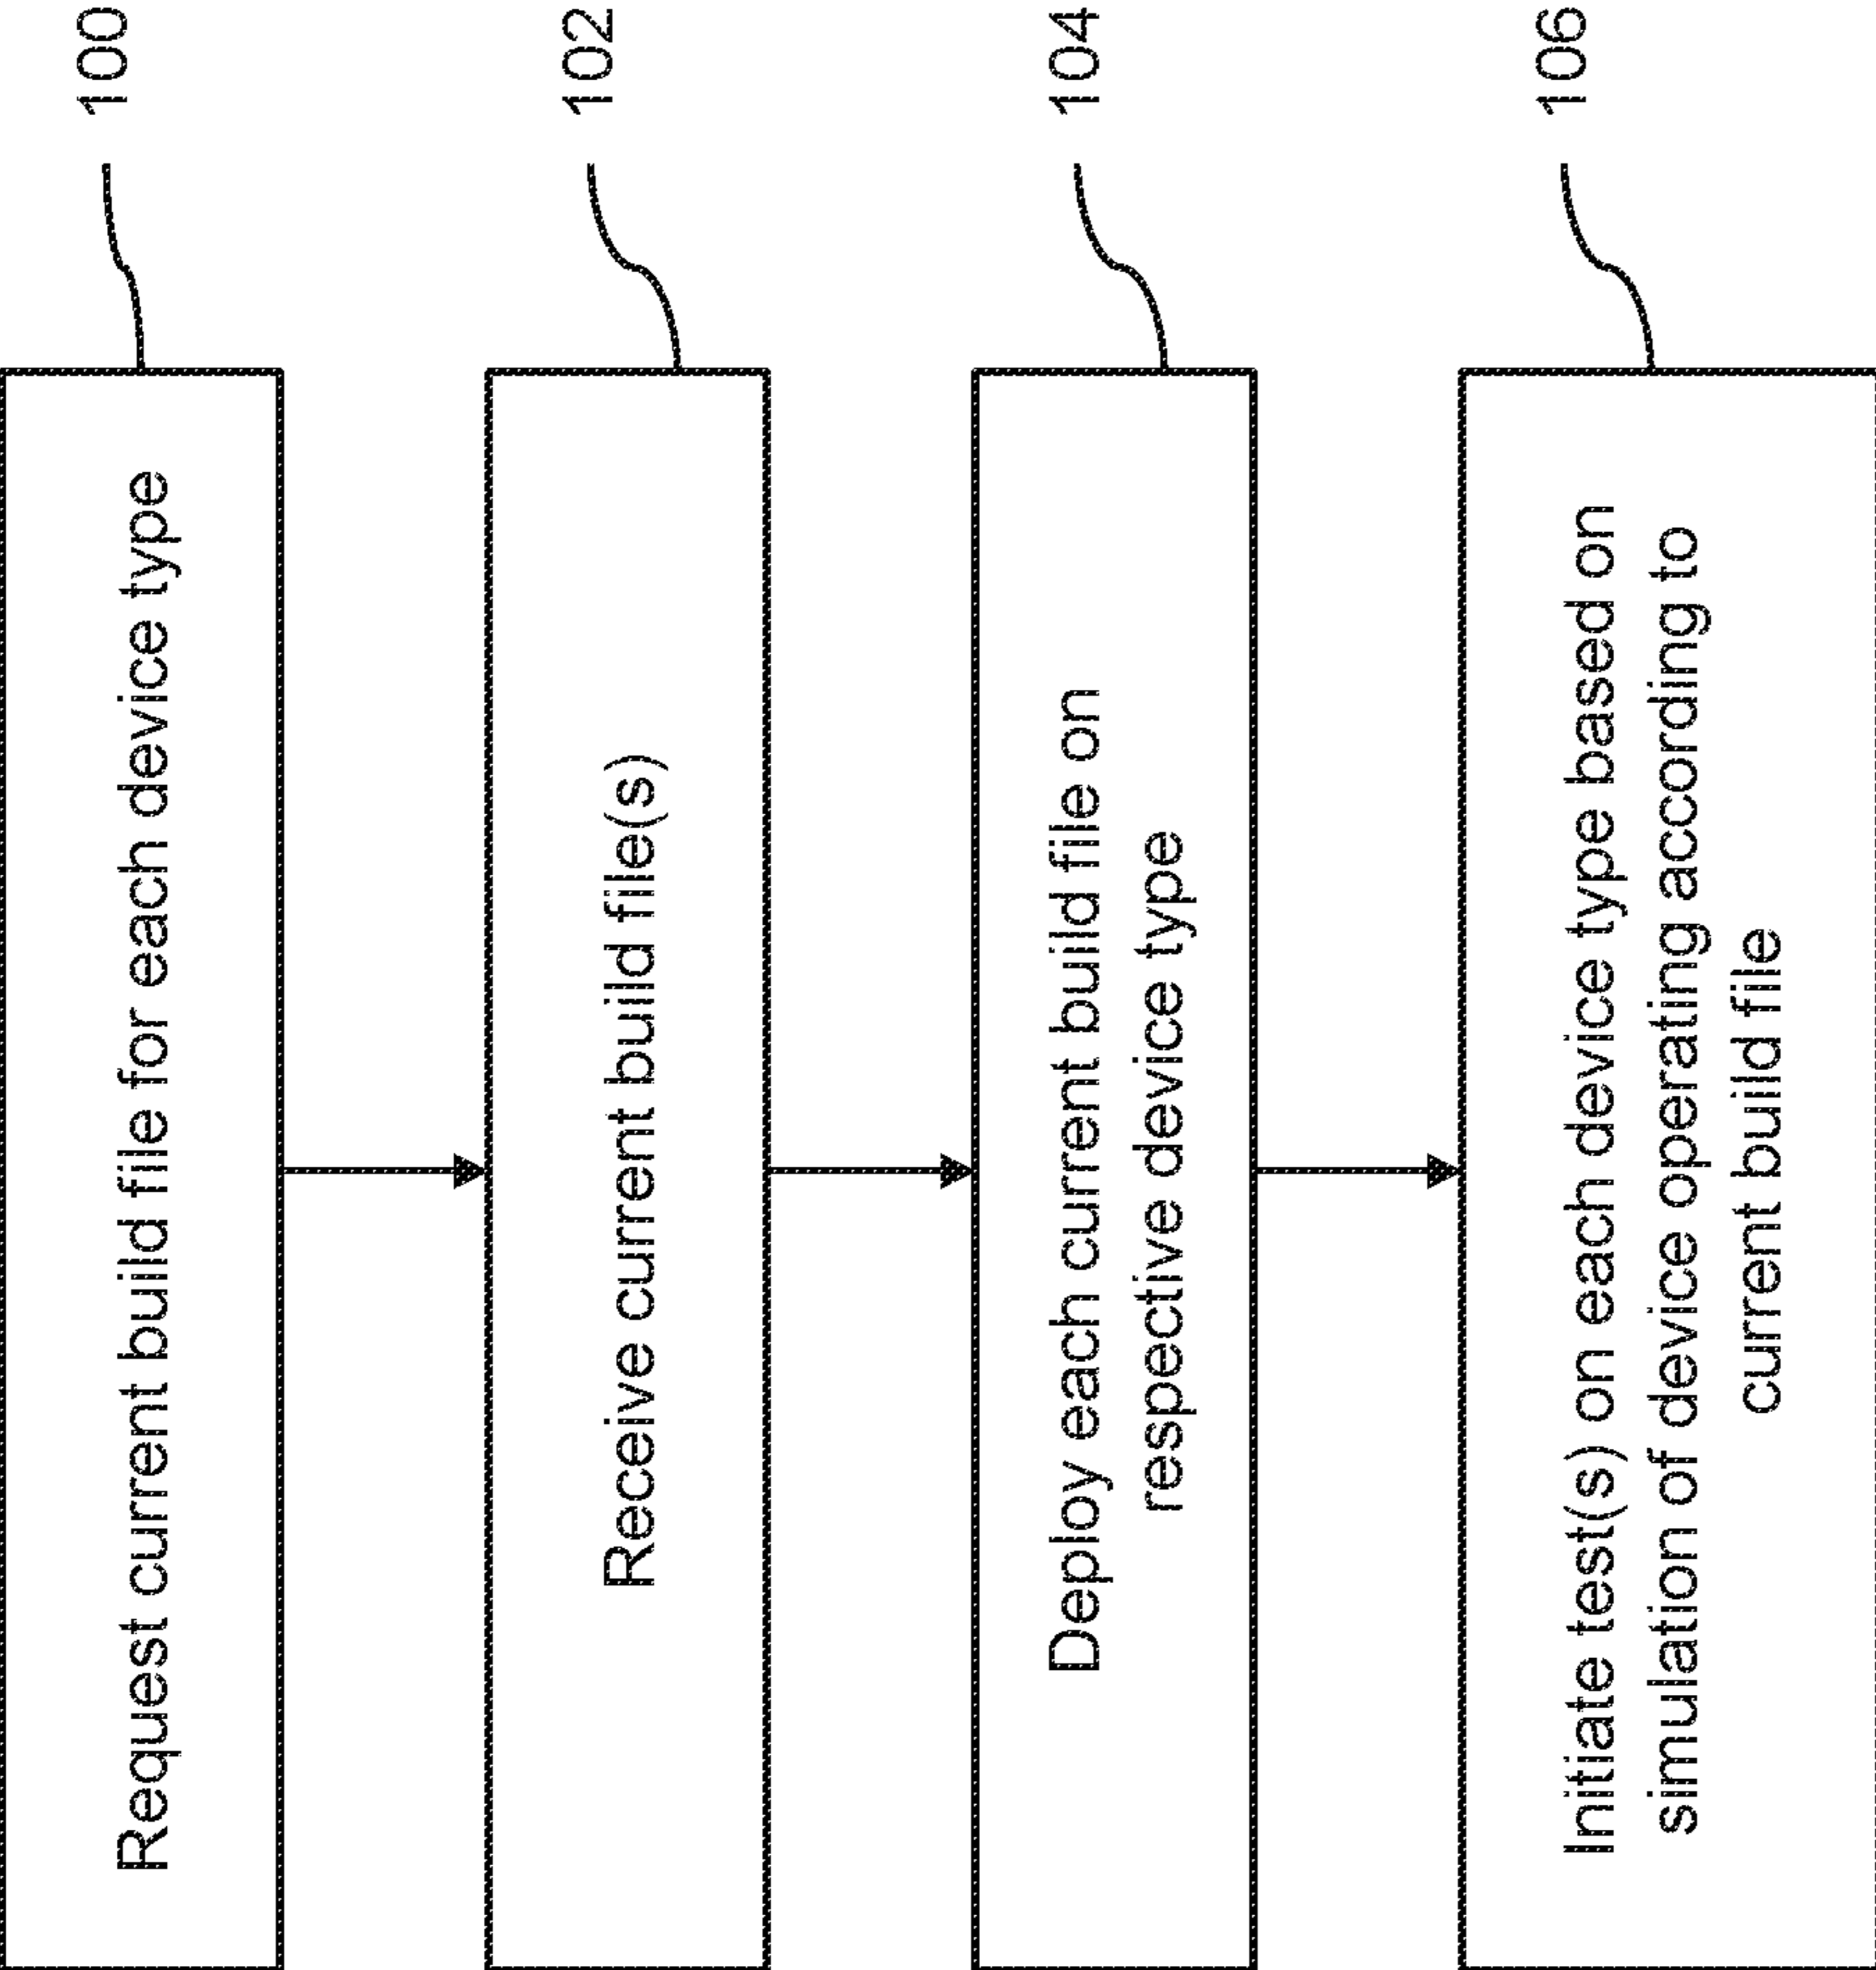 Request current build file for each device type
100
Receive current build file(s)
102
Deploy each current build file on
respective device type
104
Initiate test(s) on each device type based on
simulation of device operating according to
current build file
106